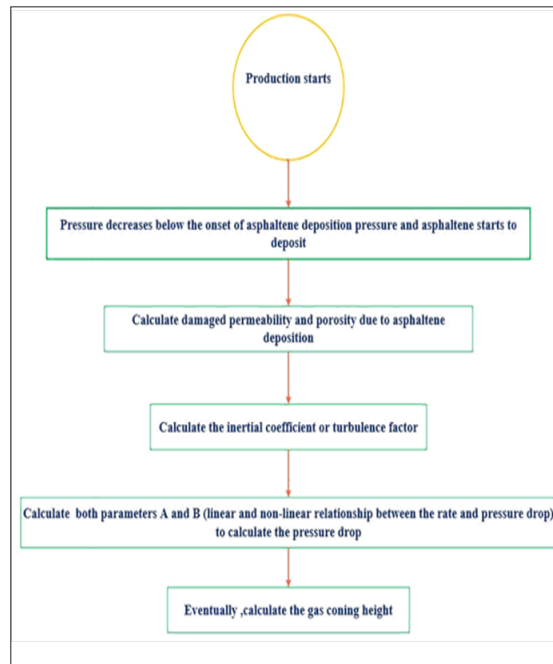 Production starts
Pressure decreases below the onset of asphaltene deposition pressure and asphaltene starts to
deposit
Calculate damaged permeability and porosity due to asphaltene
deposition
Calculate the inertial coefficient or turbulence factor
Calculate both parameters A and B (linear and non-linear relationship between the rate and pressure drop)
to calculate the pressure drop
Eventually ,calculate the gas coning height